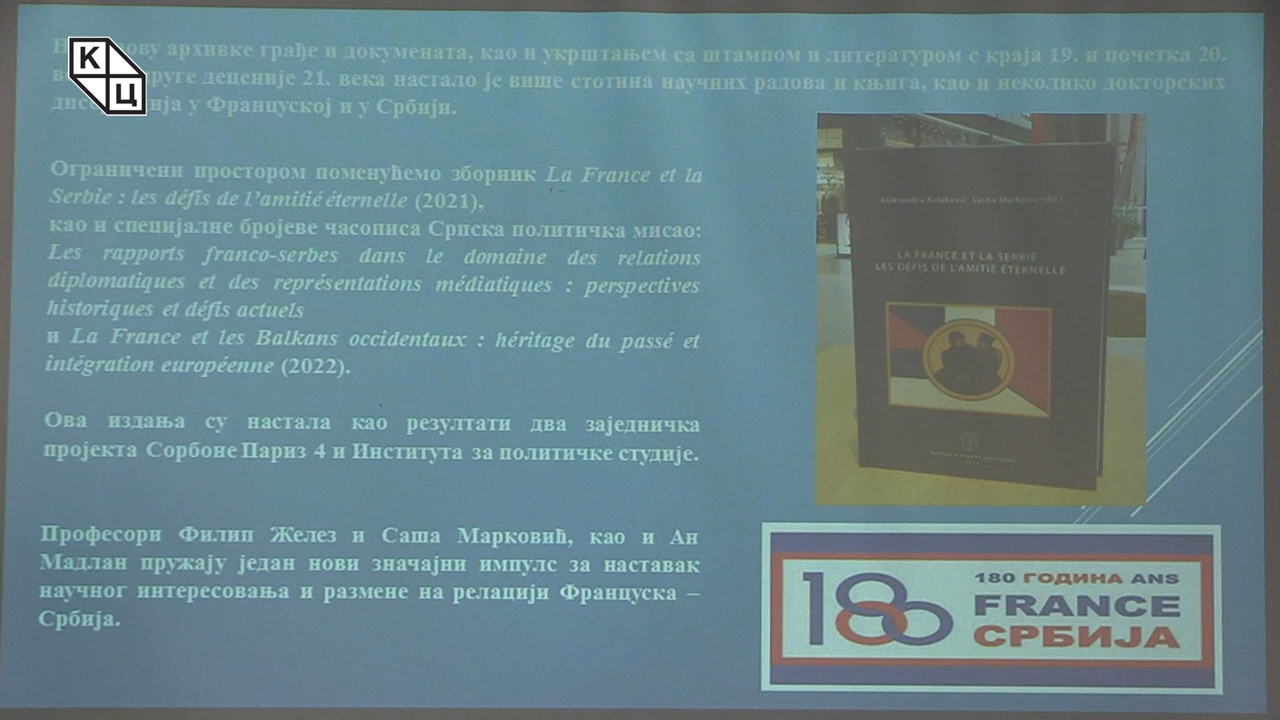 К
Ц
ову архивке грађе и докумената, као и укрштањем са штампом и литературом с краја 19. и почетка 20.
руге деценије 21. века настало је више стотина научних радова и књига, као и неколико докторских
ија у Француској и у Србији.
Ограничени простором поменућемо зборник La France et la
Serbie : les défis de l’amitié éternelle (2021),
као и специјалне бројеве часописа Српска политичка мисао:
Les rapports franco-serbes dans le domaine des relations
diplomatiques et des représentations médiatiques : perspectives
historiques et défis actuels
и La France et les Balkans occidentaux : héritage du passé et
intégration européenne (2022).
Ова издања су настала као резултати два заједничка
пројекта Сорбоне Париз 4 и Института за политичке студије.
Професори Филип Желез и Саша Марковић, као и Ан
Мадлан пружају један нови значајни импулс за наставак
научног интересовања и размене на релацији Француска –
Србија.
Aleksandra Kolaković, Sacha Markovic
LA FRANCE ET LA SERBIE
LES DÉFIS DE L'AMITIÉ ÉTERNELLE
180
180 ГОДИНА ANS
FRANCE
СРБИЈА